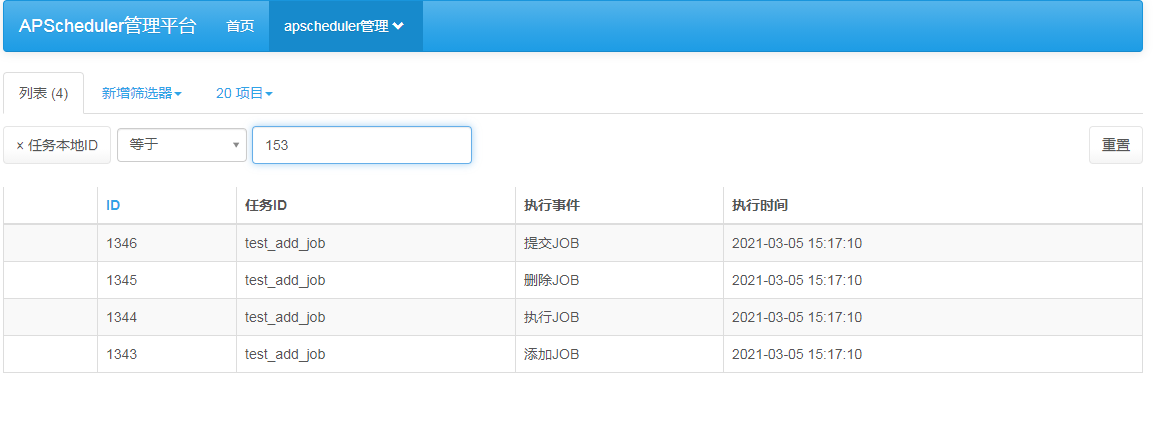 APScheduler管理平台 首页 apscheduler管理
列表 (4) 新增筛选器 20 项目
× 任务本地ID 等于 153 重置
ID 任务ID 执行事件 执行时间
1346 test_add_job 提交JOB 2021-03-05 15:17:10
1345 test_add_job 删除JOB 2021-03-05 15:17:10
1344 test_add_job 执行JOB 2021-03-05 15:17:10
1343 test_add_job 添加JOB 2021-03-05 15:17:10